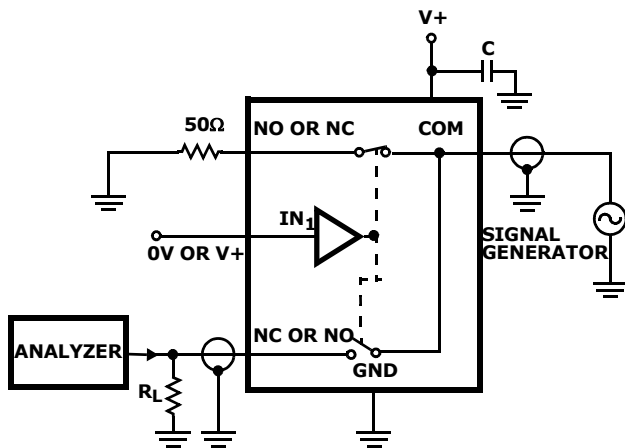 V+
C
50Ω
NO OR NC
COM
IN1
0V OR V+
SIGNAL
GENERATOR
NC OR NO
ANALYZER
GND
RL